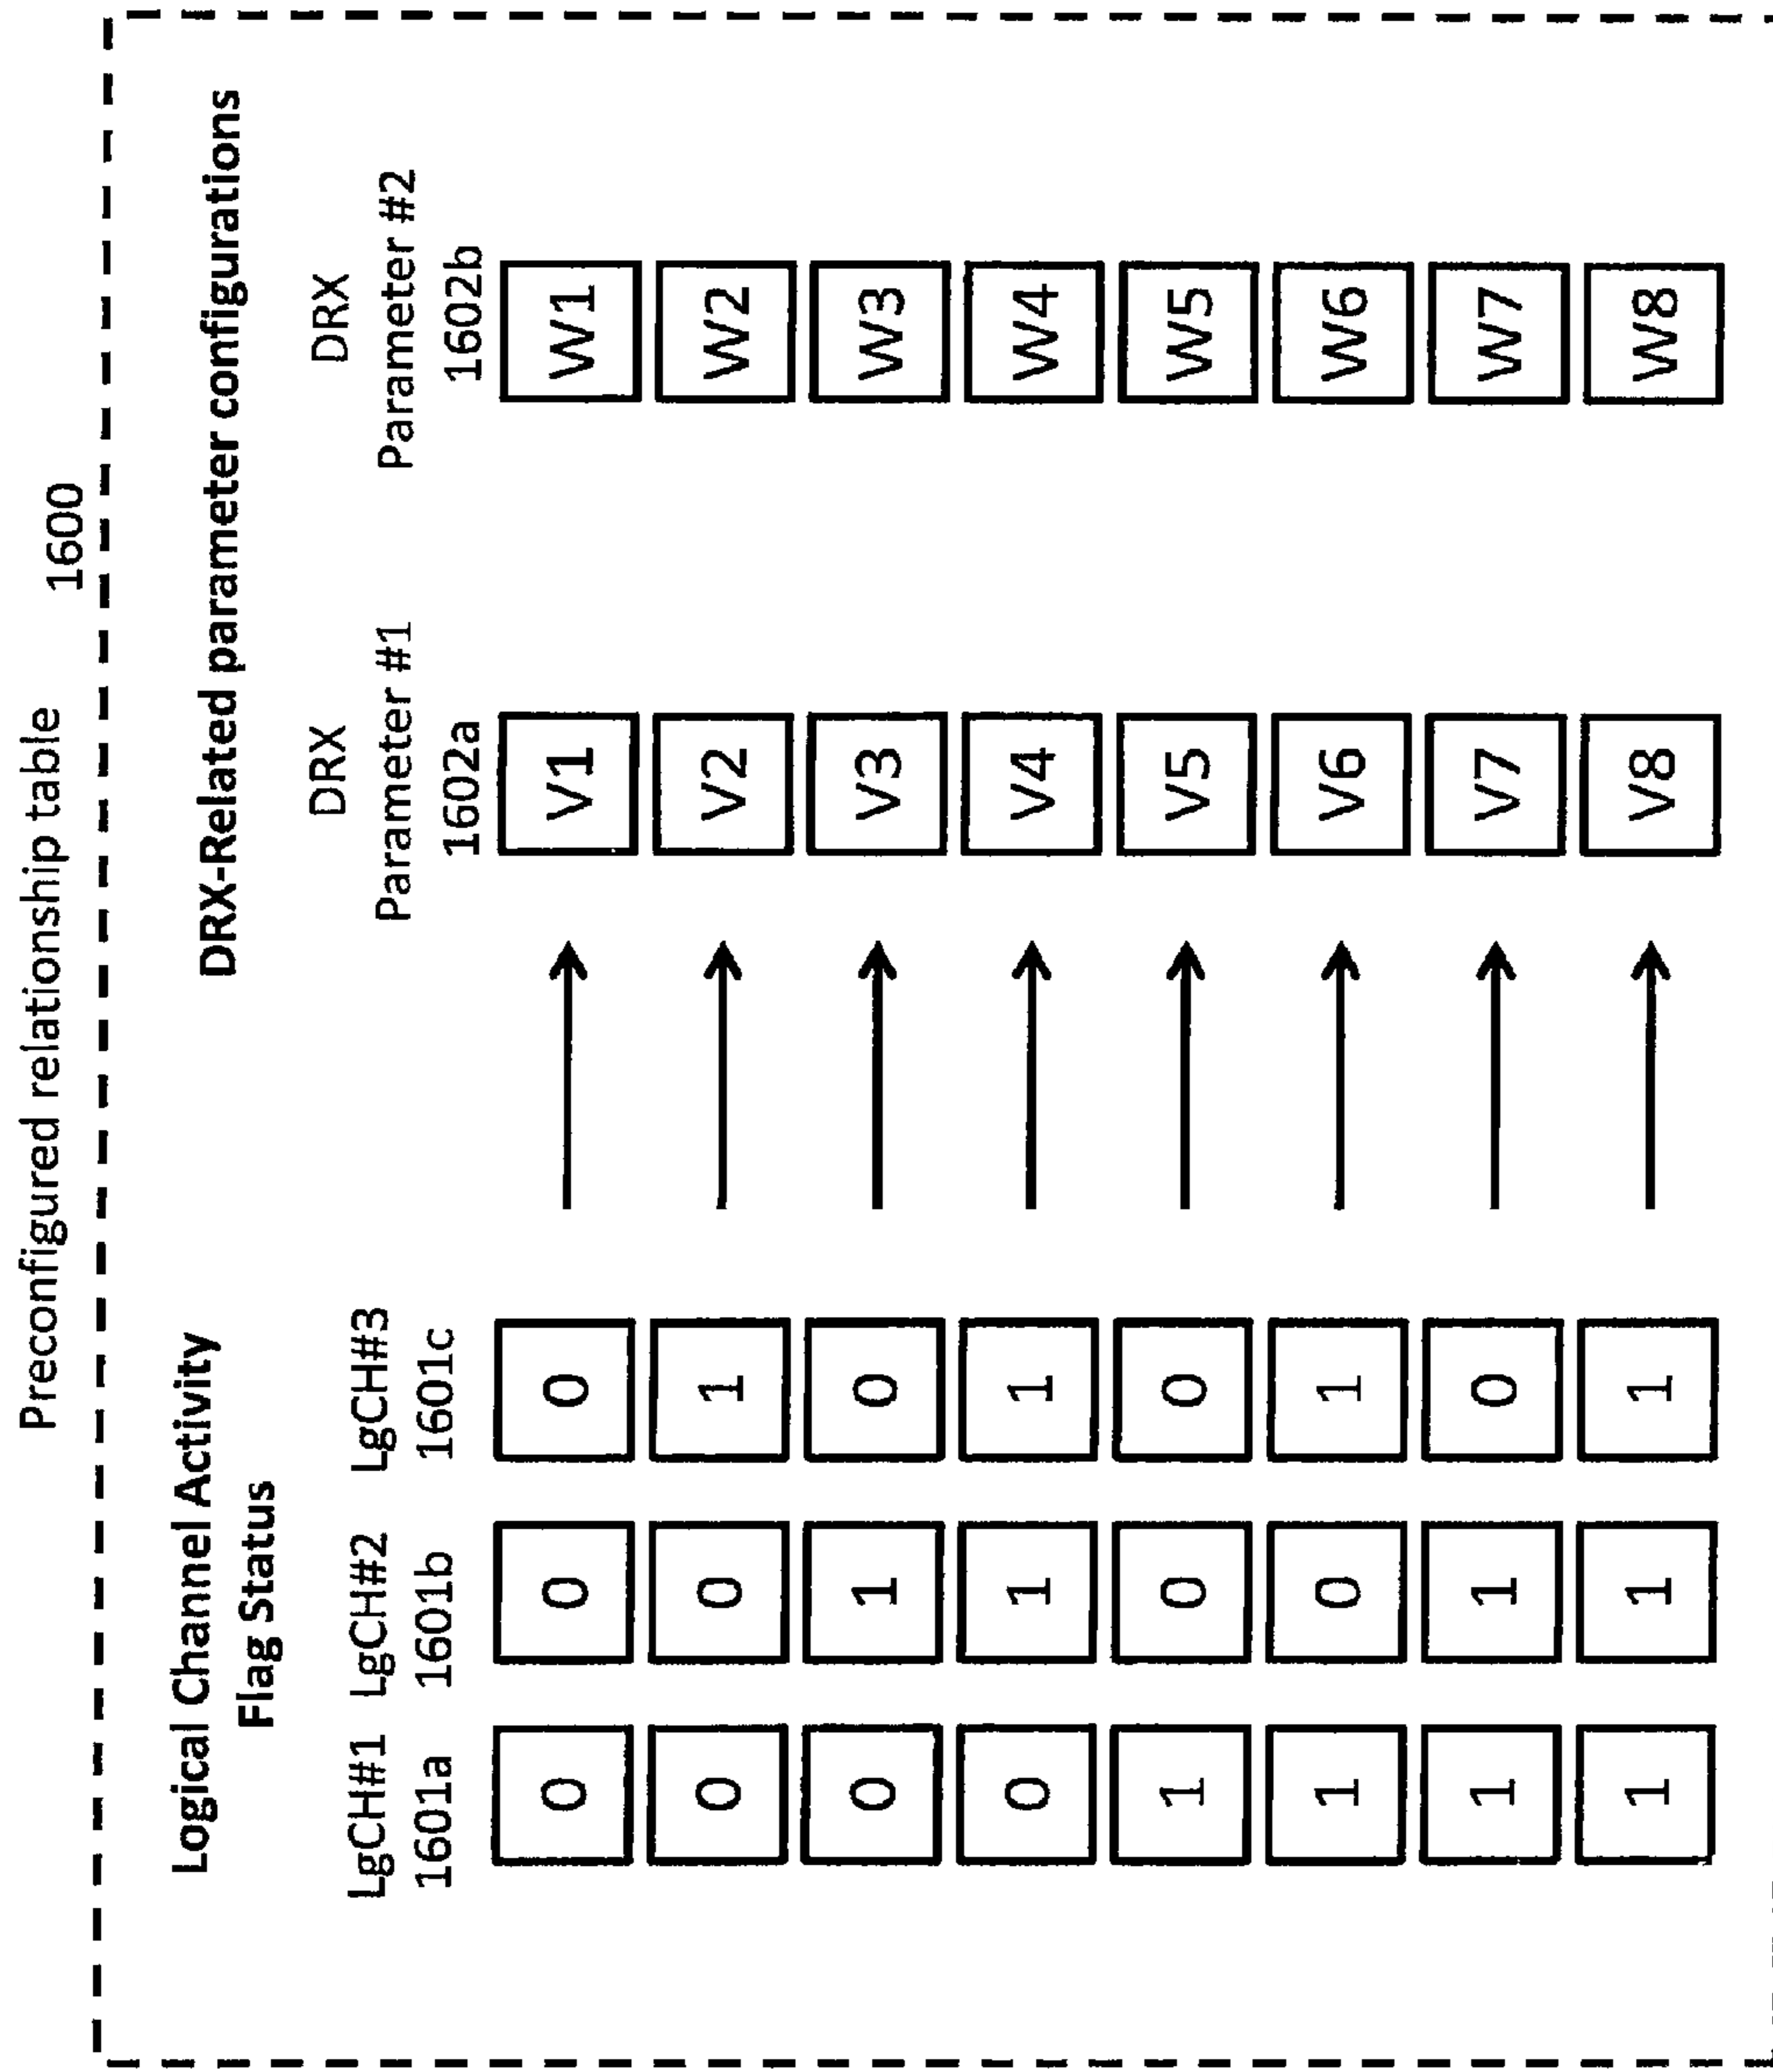 Preconfigured relationship table
1600
Logical Channel Activity
Flag Status
DRX-Related parameter configurations
LgCH#1 LgCH#2 LgCH#3 DRX Parameter #1 DRX Parameter #2
1601a 1601b 1601c 1602a 1602b
0 0 0 V1 W1
0 0 1 V2 W2
0 1 0 V3 W3
0 1 1 V4 W4
1 0 0 V5 W5
1 0 1 V6 W6
1 1 0 V7 W7
1 1 1 V8 W8